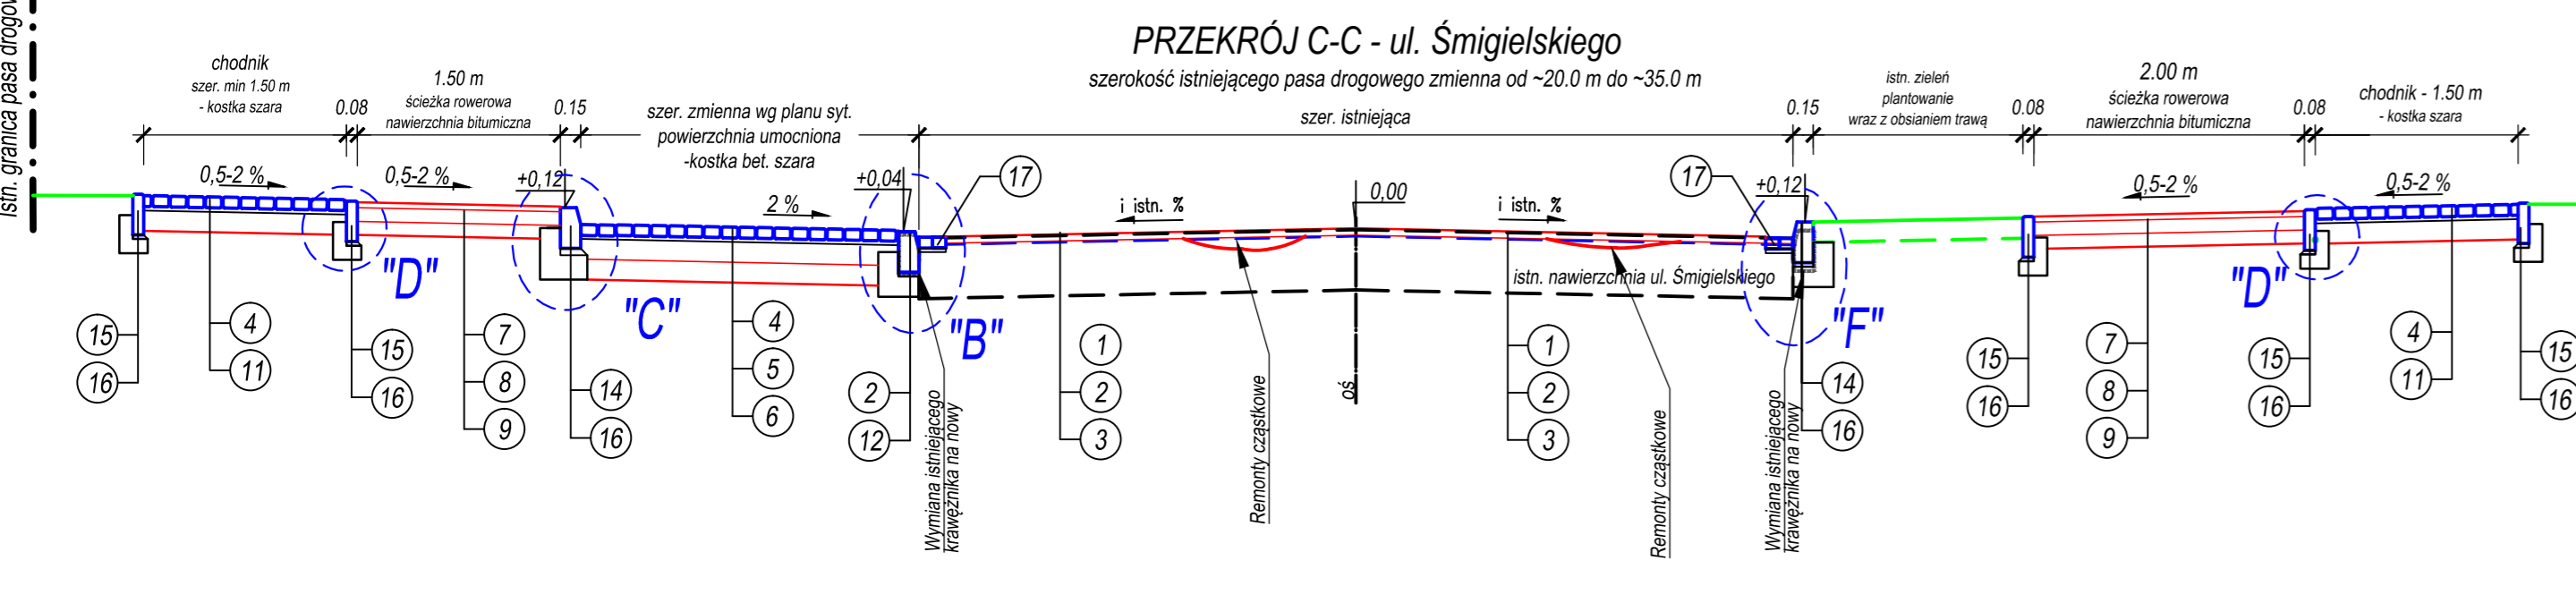 PRZEKRÓJ C-C - ul. Śmigielskiego
szerokość istniejącego pasa drogowego zmienna od ~20.0 m do ~35.0 m
szer. istniejąca
Istn. granica pasa
chodnik
szer. min 1.50 m
- kostka szara
0.08
1.50 m
ścieżka rowerowa
nawierzchnia bitumiczna
0.15
szer. zmienna wg planu syt.
powierzchnia umocniona
-kostka bet. szara
0.15
istn. zieleń
plantowanie
wraz z obsianiem trawą
0.08
2.00 m
ścieżka rowerowa
nawierzchnia bitumiczna
0.08
chodnik - 1.50 m
- kostka szara
0,5-2 %
0,5-2 %
+0,12
2 %
+0,04
17
i istn. %
0,00
i istn. %
17
+0,12
0,5-2 %
0,5-2 %
istn. nawierzchnia ul. Śmigielskiego
"D"
"C"
"B"
"F"
"D"
15
16
4
11
15
16
7
8
9
14
16
4
5
6
2
12
Wymiana istniejącego
krawężnika na nowy
1
2
3
Remonty cząstkowe
oś
1
2
3
Remonty cząstkowe
Wymiana istniejącego
krawężnika na nowy
14
16
15
16
7
8
9
15
16
4
11
15
16